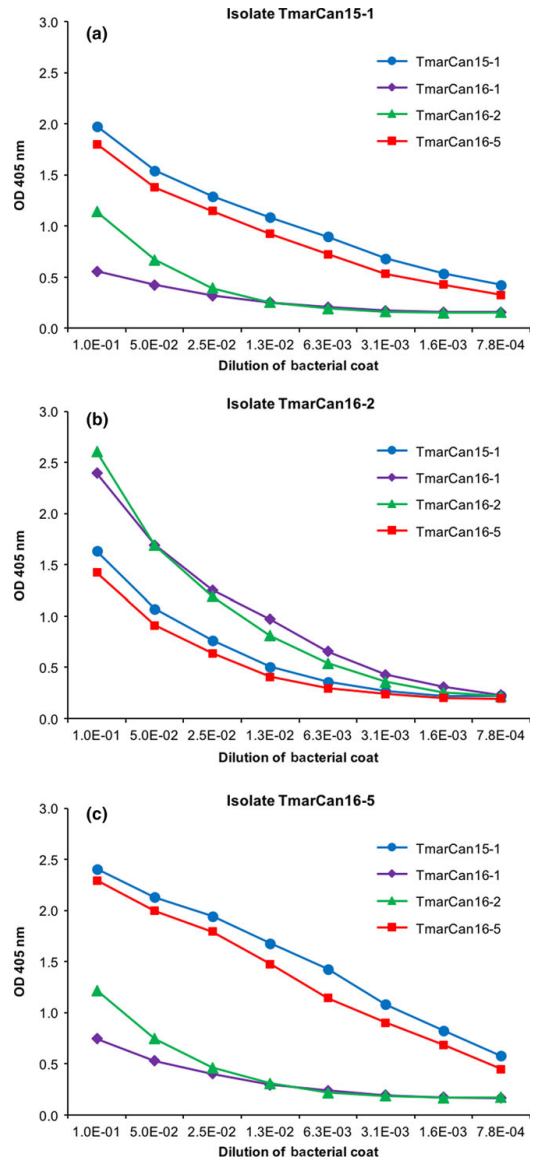 Isolate TmarCan15-1
(a)
3.0
2.5
2.0
1.5
1.0
0.5
0.0
OD 405 nm
TmarCan15-1
TmarCan16-1
TmarCan16-2
TmarCan16-5
1.0E-01 5.0E-02 2.5E-02 1.3E-02 6.3E-03 3.1E-03 1.6E-03 7.8E-04
Dilution of bacterial coat
Isolate TmarCan16-2
(b)
3.0
2.5
2.0
1.5
1.0
0.5
0.0
OD 405 nm
TmarCan15-1
TmarCan16-1
TmarCan16-2
TmarCan16-5
1.0E-01 5.0E-02 2.5E-02 1.3E-02 6.3E-03 3.1E-03 1.6E-03 7.8E-04
Dilution of bacterial coat
Isolate TmarCan16-5
(c)
3.0
2.5
2.0
1.5
1.0
0.5
0.0
OD 405 nm
TmarCan15-1
TmarCan16-1
TmarCan16-2
TmarCan16-5
1.0E-01 5.0E-02 2.5E-02 1.3E-02 6.3E-03 3.1E-03 1.6E-03 7.8E-04
Dilution of bacterial coat